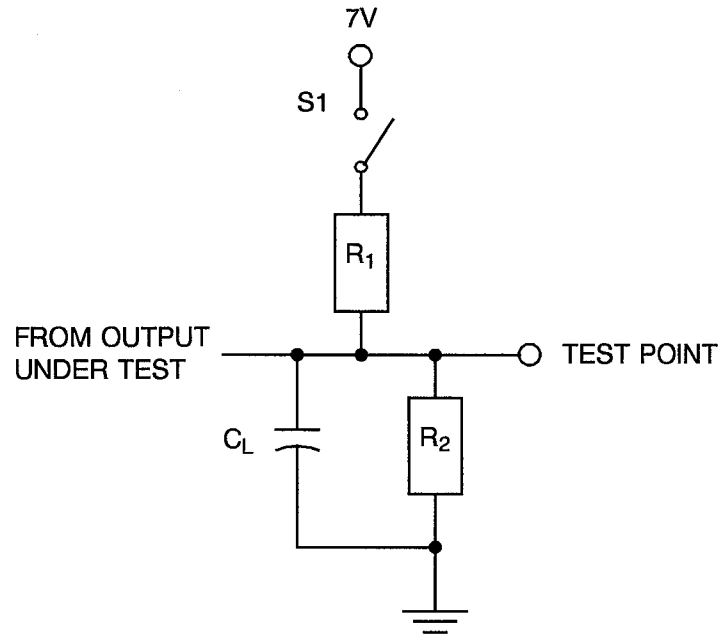 7V
S1
R1
FROM OUTPUT
UNDER TEST
TEST POINT
CL
R2